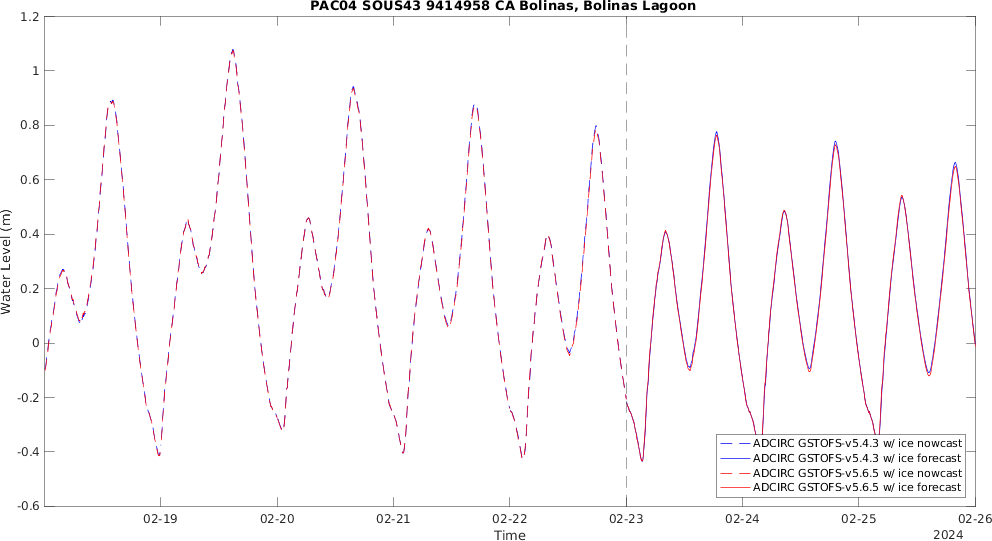 PAC04 SOUS43 9414958 CA Bolinas, Bolinas Lagoon
1.2
1
0.8
0.6
0.4
0.2
0
-0.2
-0.4
-0.6
Water Level (m)
02-19 02-20 02-21 02-22 02-23 02-24 02-25 02-26
Time
2024
ADCIRC GSTOFS-v5.4.3 w/ ice nowcast
ADCIRC GSTOFS-v5.4.3 w/ ice forecast
ADCIRC GSTOFS-v5.6.5 w/ ice nowcast
ADCIRC GSTOFS-v5.6.5 w/ ice forecast